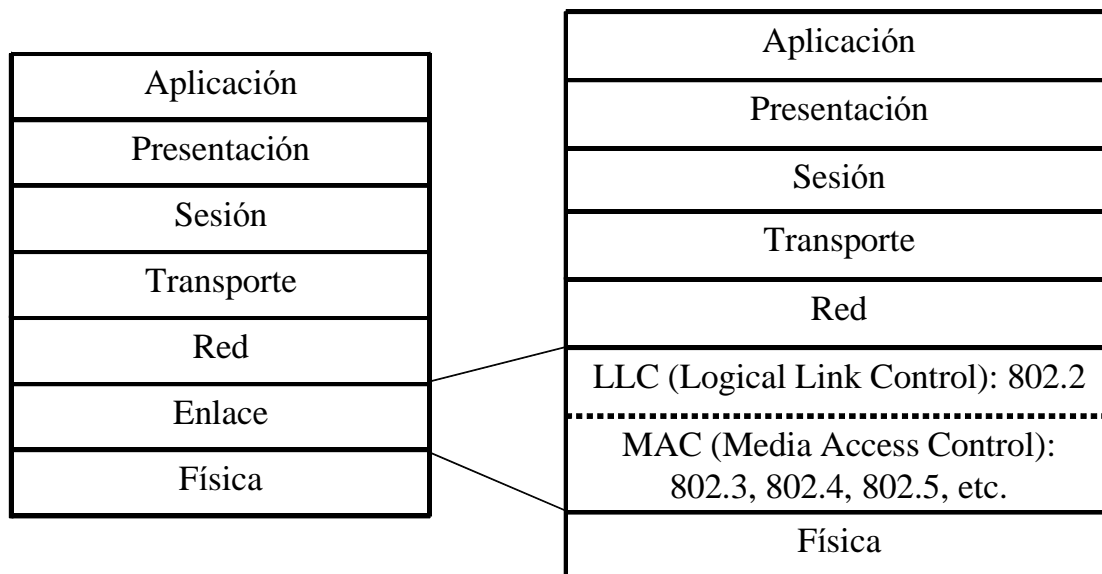 Aplicación
Presentación
Sesión
Transporte
Red
Enlace
Física
Aplicación
Presentación
Sesión
Transporte
Red
LLC (Logical Link Control): 802.2
MAC (Media Access Control):
802.3, 802.4, 802.5, etc.
Física